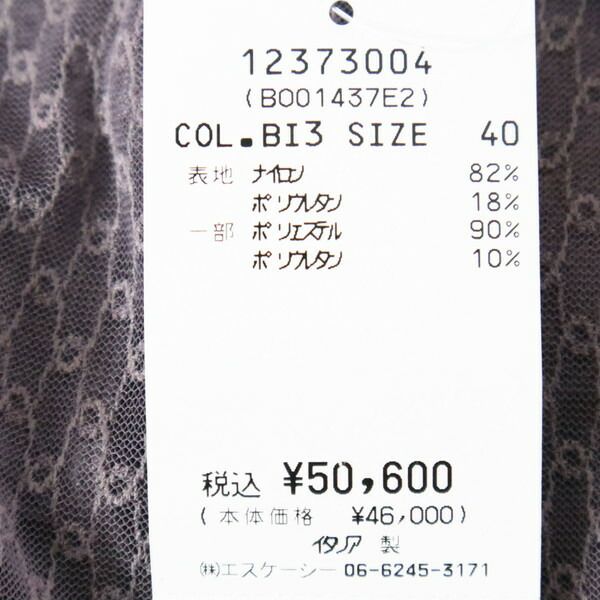 12373004
(B001437E2)
COL.BI3 SIZE 40
表地 ナイロン 82%
ポリウレタン 18%
一部 ポリエステル 90%
ポリウレタン 10%
税込 ¥50,600
(本体価格 ¥46,000)
イタリア 製
㈱エスケーシー 06-6245-3171